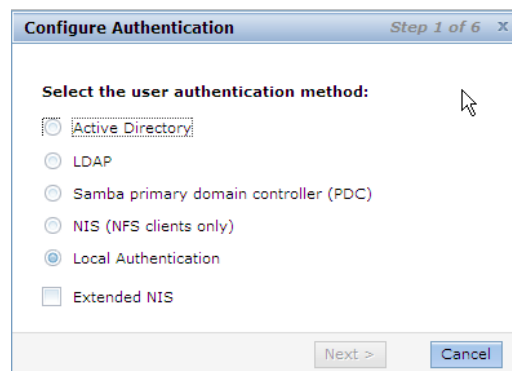 Configure Authentication Step 1 of 6 x
Select the user authentication method:
Active Directory
LDAP
Samba primary domain controller (PDC)
NIS (NFS clients only)
Local Authentication
Extended NIS
Next > Cancel